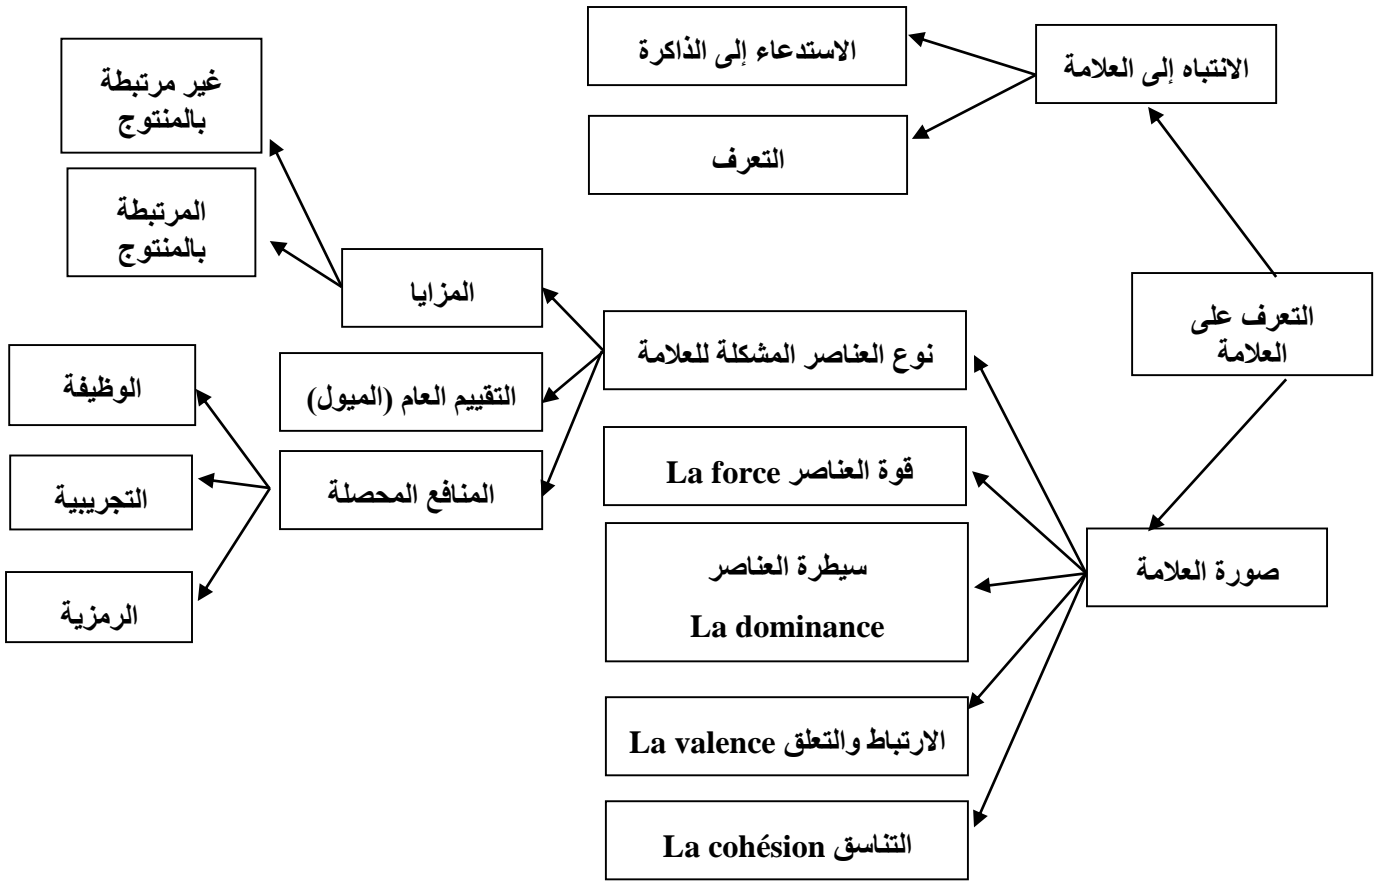 الاستدعاء إلى الذاكرة
الانتباه إلى العلامة
التعرف
غير مرتبطة
بالمنتوج
المرتبطة
بالمنتوج
المزايا
التعرف على
العلامة
نوع العناصر المشكلة للعلامة
التقييم العام (الميول)
الوظيفة
قوة العناصر La force
المنافع المحصلة
التجريبية
سيطرة العناصر
La dominance
صورة العلامة
الرمزية
الارتباط والتعلق La valence
التناسق La cohésion